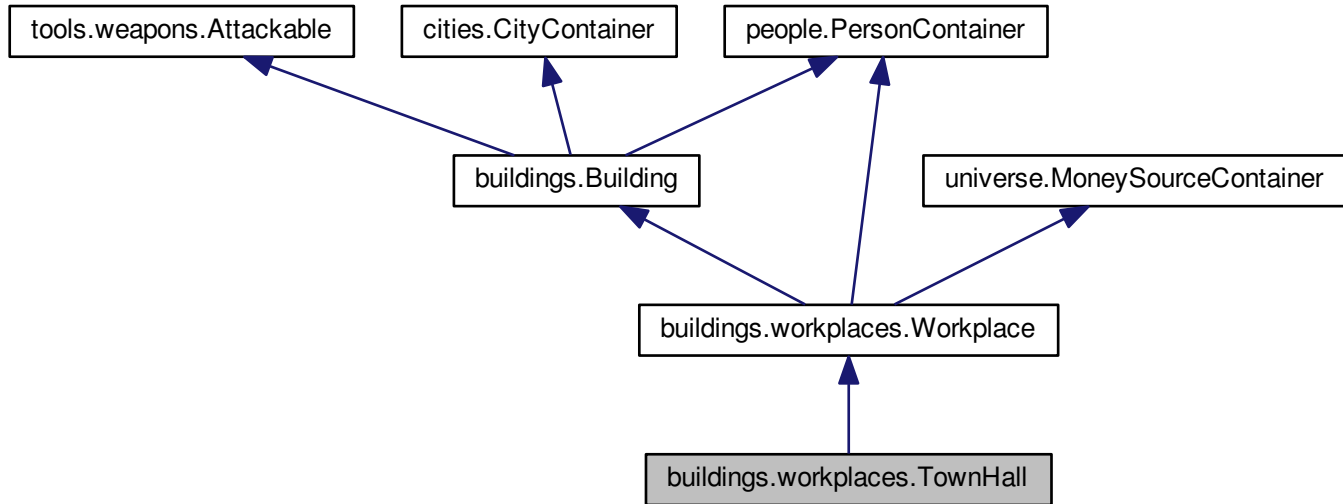 tools.weapons.Attackable
cities.CityContainer
people.PersonContainer
buildings.Building
universe.MoneySourceContainer
buildings.workplaces.Workplace
buildings.workplaces.TownHall